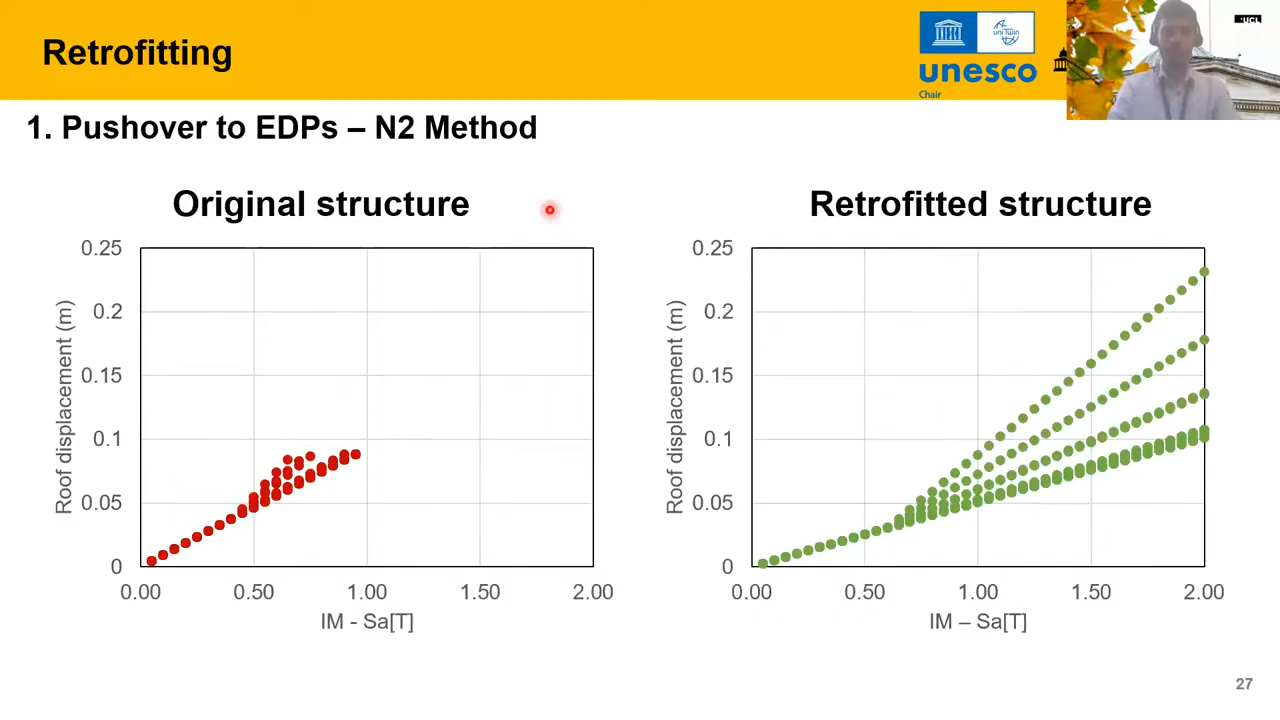 Retrofitting
unesco
Chair
UCL
1. Pushover to EDPs – N2 Method
Original structure
Retrofitted structure
Roof displacement (m)
0.25
0.2
0.15
0.1
0.05
0
0.00 0.50 1.00 1.50 2.00
IM - Sa[T]
Roof displacement (m)
0.25
0.2
0.15
0.1
0.05
0
0.00 0.50 1.00 1.50 2.00
IM – Sa[T]
27